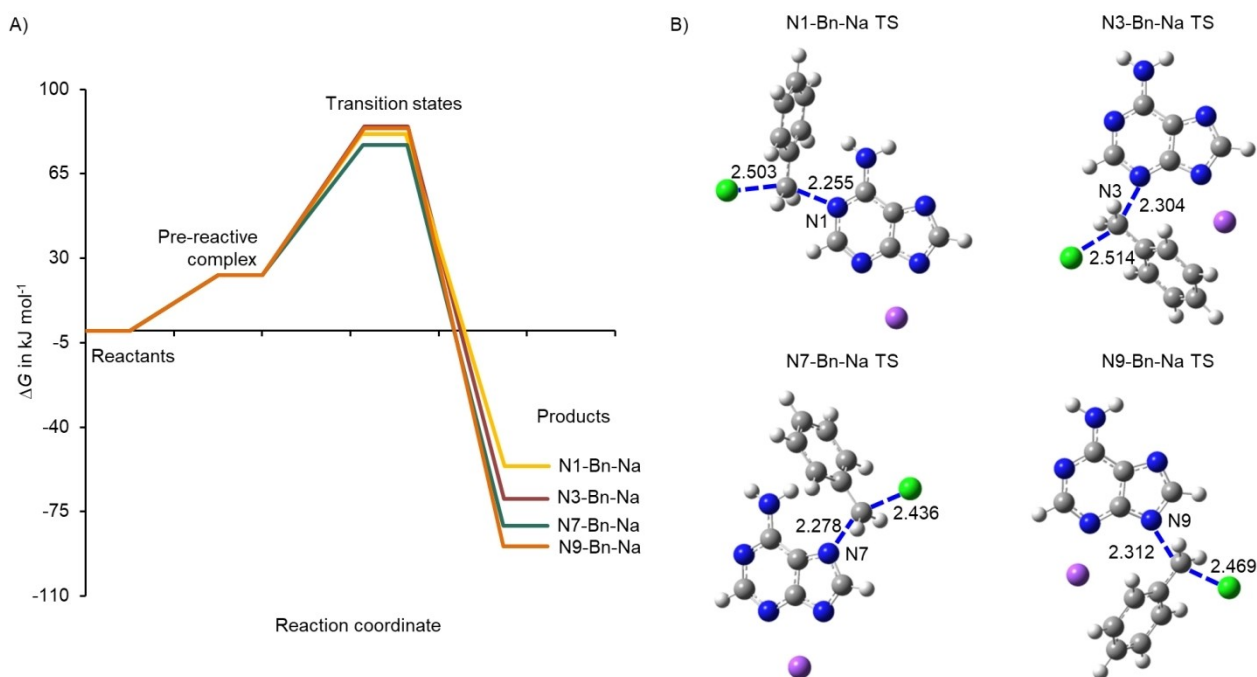 A)
100
65
30
-5
-40
-75
-110
ΔG in kJ mol-1
Transition states
Pre-reactive
complex
Reactants
Products
N1-Bn-Na
N3-Bn-Na
N7-Bn-Na
N9-Bn-Na
Reaction coordinate
B)
N1-Bn-Na TS
2.503
2.255
N1
N3-Bn-Na TS
N3
2.304
2.514
N7-Bn-Na TS
2.436
2.278
N7
N9-Bn-Na TS
N9
2.312
2.469